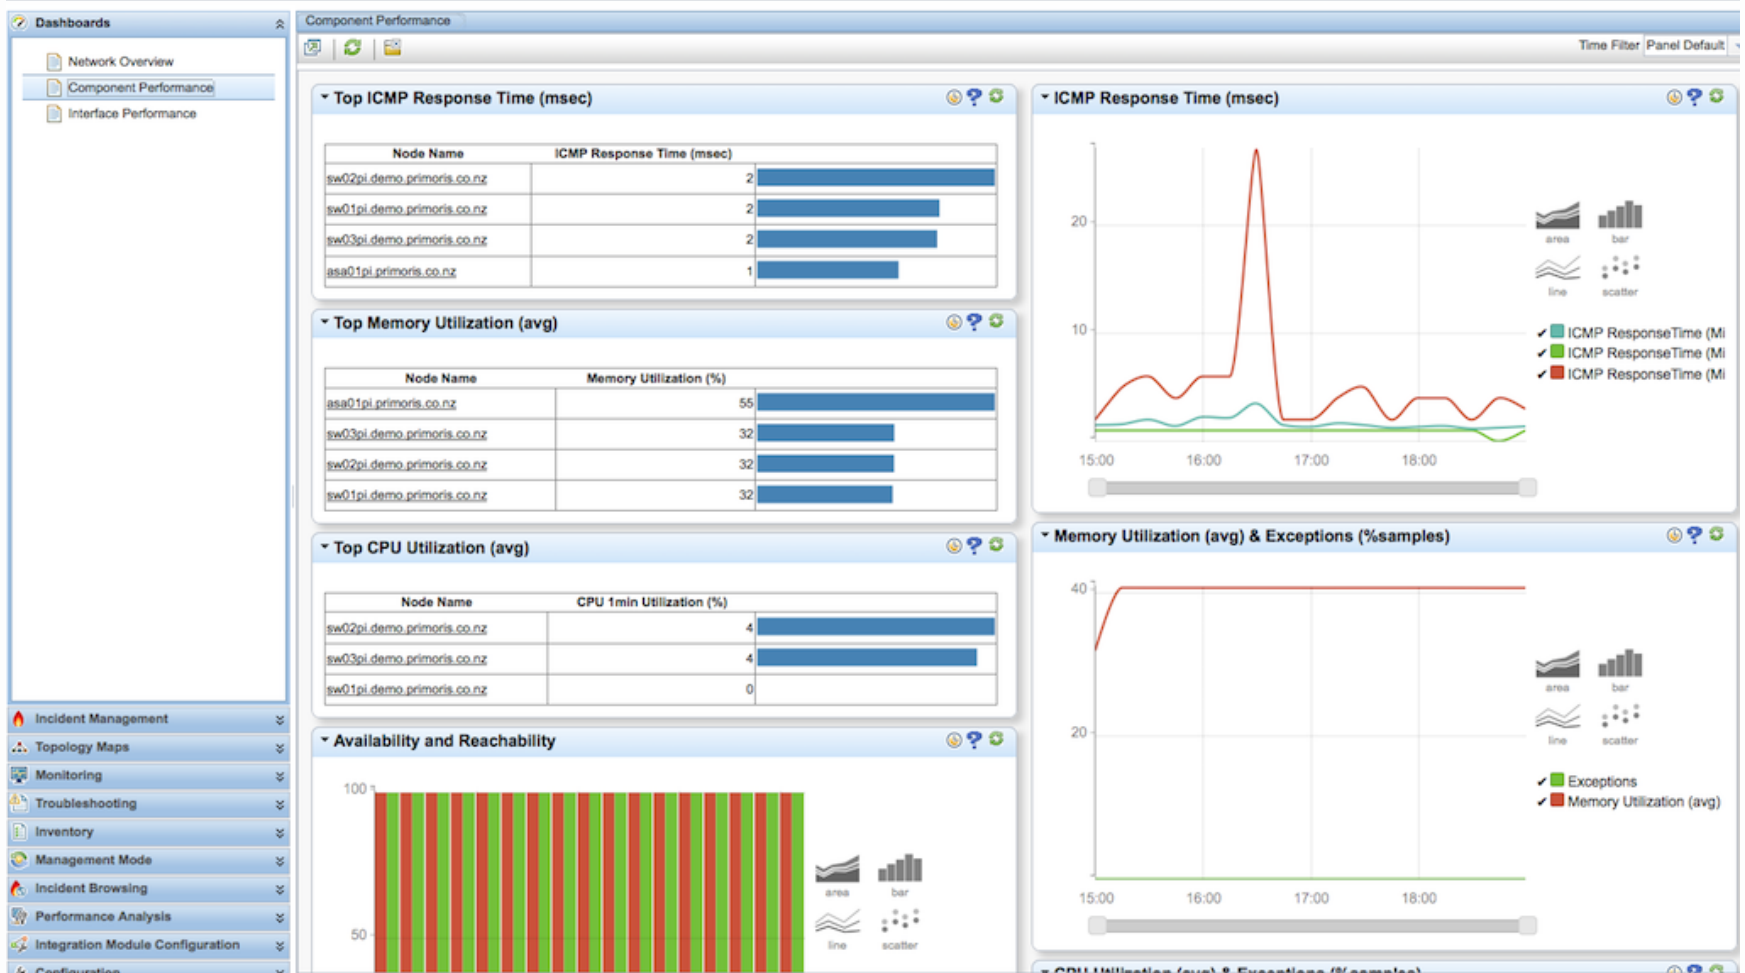 Dashboards
Network Overview
Component Performance
Interface Performance
Incident Management
Topology Maps
Monitoring
Troubleshooting
Inventory
Management Mode
Incident Browsing
Performance Analysis
Integration Module Configuration
Configuration
Component Performance
Time Filter Panel Default
Top ICMP Response Time (msec)
Node Name ICMP Response Time (msec)
sw02pi.demo.primoris.co.nz 2
sw01pi.demo.primoris.co.nz 2
sw03pi.demo.primoris.co.nz 2
asa01pi.primoris.co.nz 1
Top Memory Utilization (avg)
Node Name Memory Utilization (%)
asa01pi.primoris.co.nz 55
sw03pi.demo.primoris.co.nz 32
sw02pi.demo.primoris.co.nz 32
sw01pi.demo.primoris.co.nz 32
Top CPU Utilization (avg)
Node Name CPU 1min Utilization (%)
sw02pi.demo.primoris.co.nz 4
sw03pi.demo.primoris.co.nz 4
sw01pi.demo.primoris.co.nz 0
Availability and Reachability
100
50
area bar
line scatter
ICMP Response Time (msec)
20
10
15:00 16:00 17:00 18:00
area bar
line scatter
ICMP ResponseTime (Mi
ICMP ResponseTime (Mi
ICMP ResponseTime (Mi
Memory Utilization (avg) & Exceptions (%samples)
40
20
15:00 16:00 17:00 18:00
area bar
line scatter
Exceptions
Memory Utilization (avg)
CPU Utilization (avg) & Exceptions (%samples)